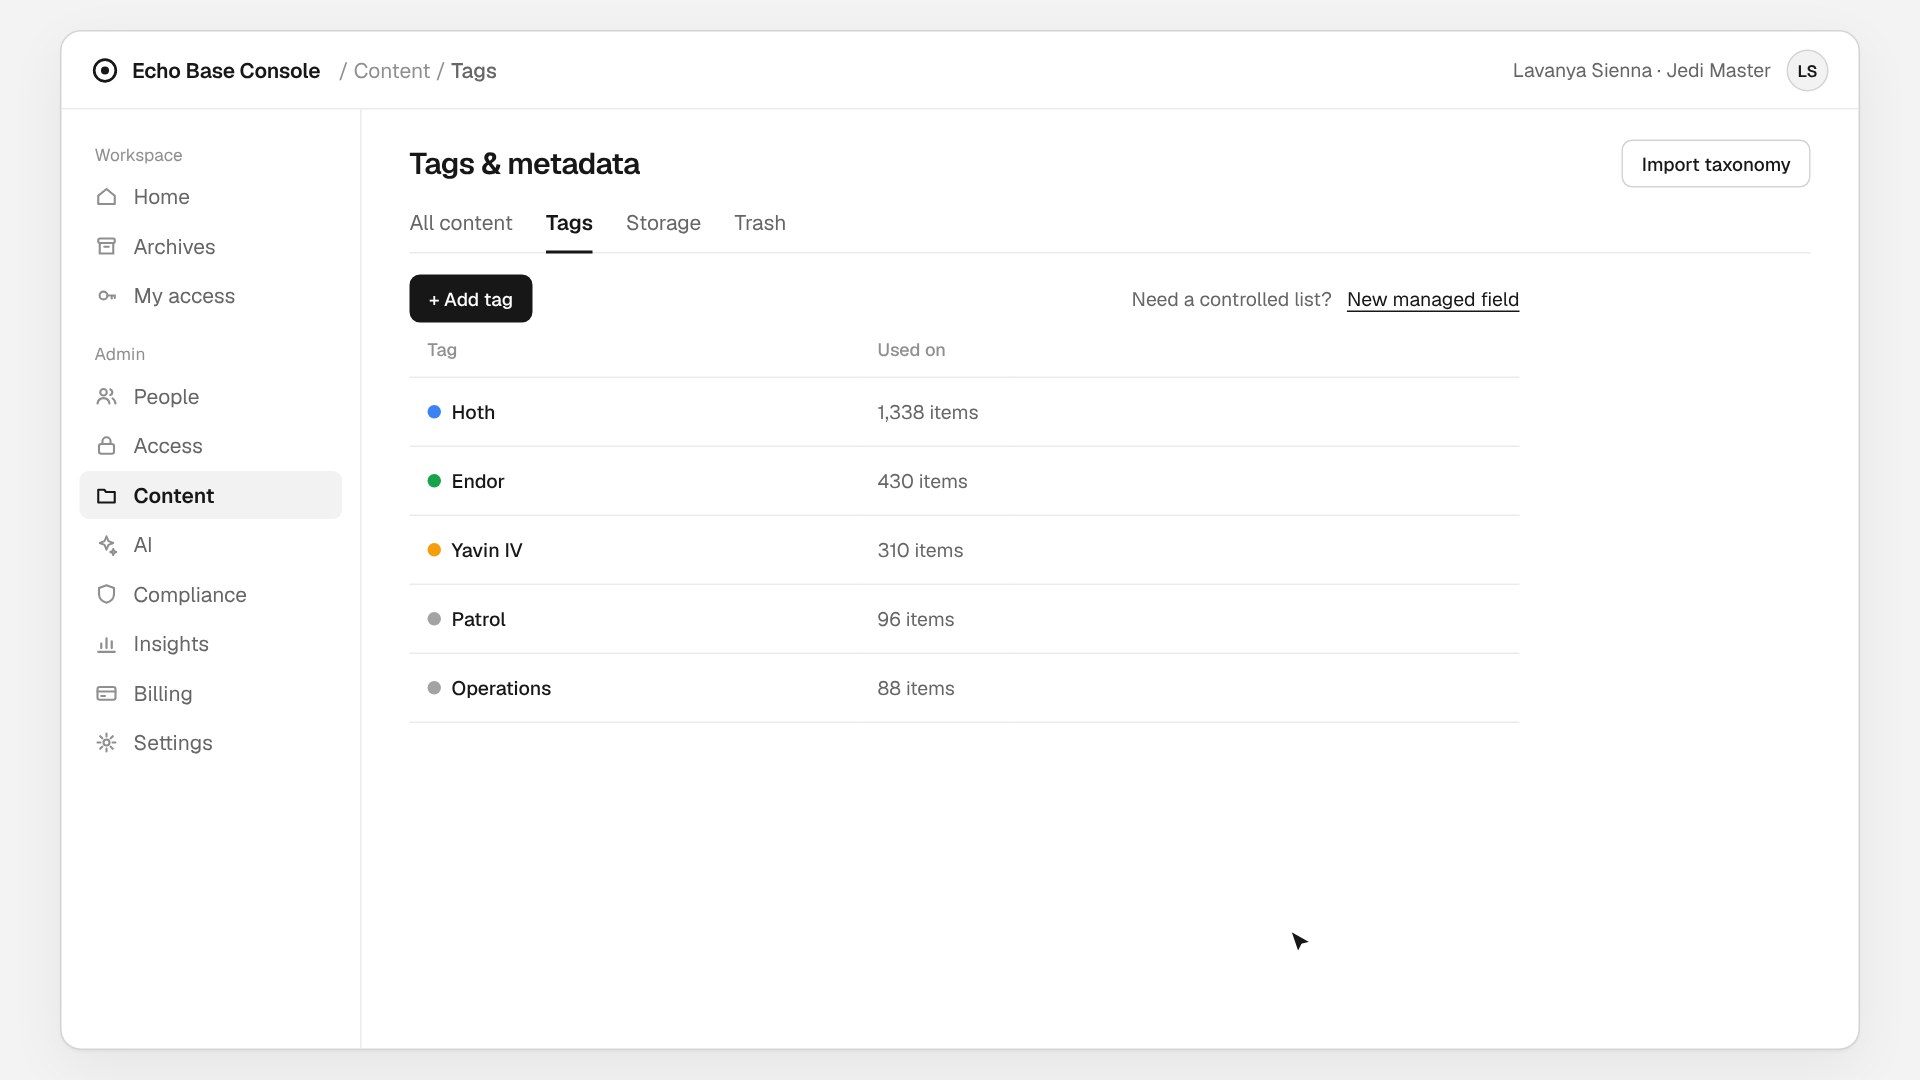 Echo Base Console / Content / Tags
Lavanya Sienna · Jedi Master LS
Workspace
Home
Archives
My access
Admin
People
Access
Content
AI
Compliance
Insights
Billing
Settings
Tags & metadata
Import taxonomy
All content Tags Storage Trash
+ Add tag
Need a controlled list? New managed field
Tag Used on
Hoth 1,338 items
Endor 430 items
Yavin IV 310 items
Patrol 96 items
Operations 88 items